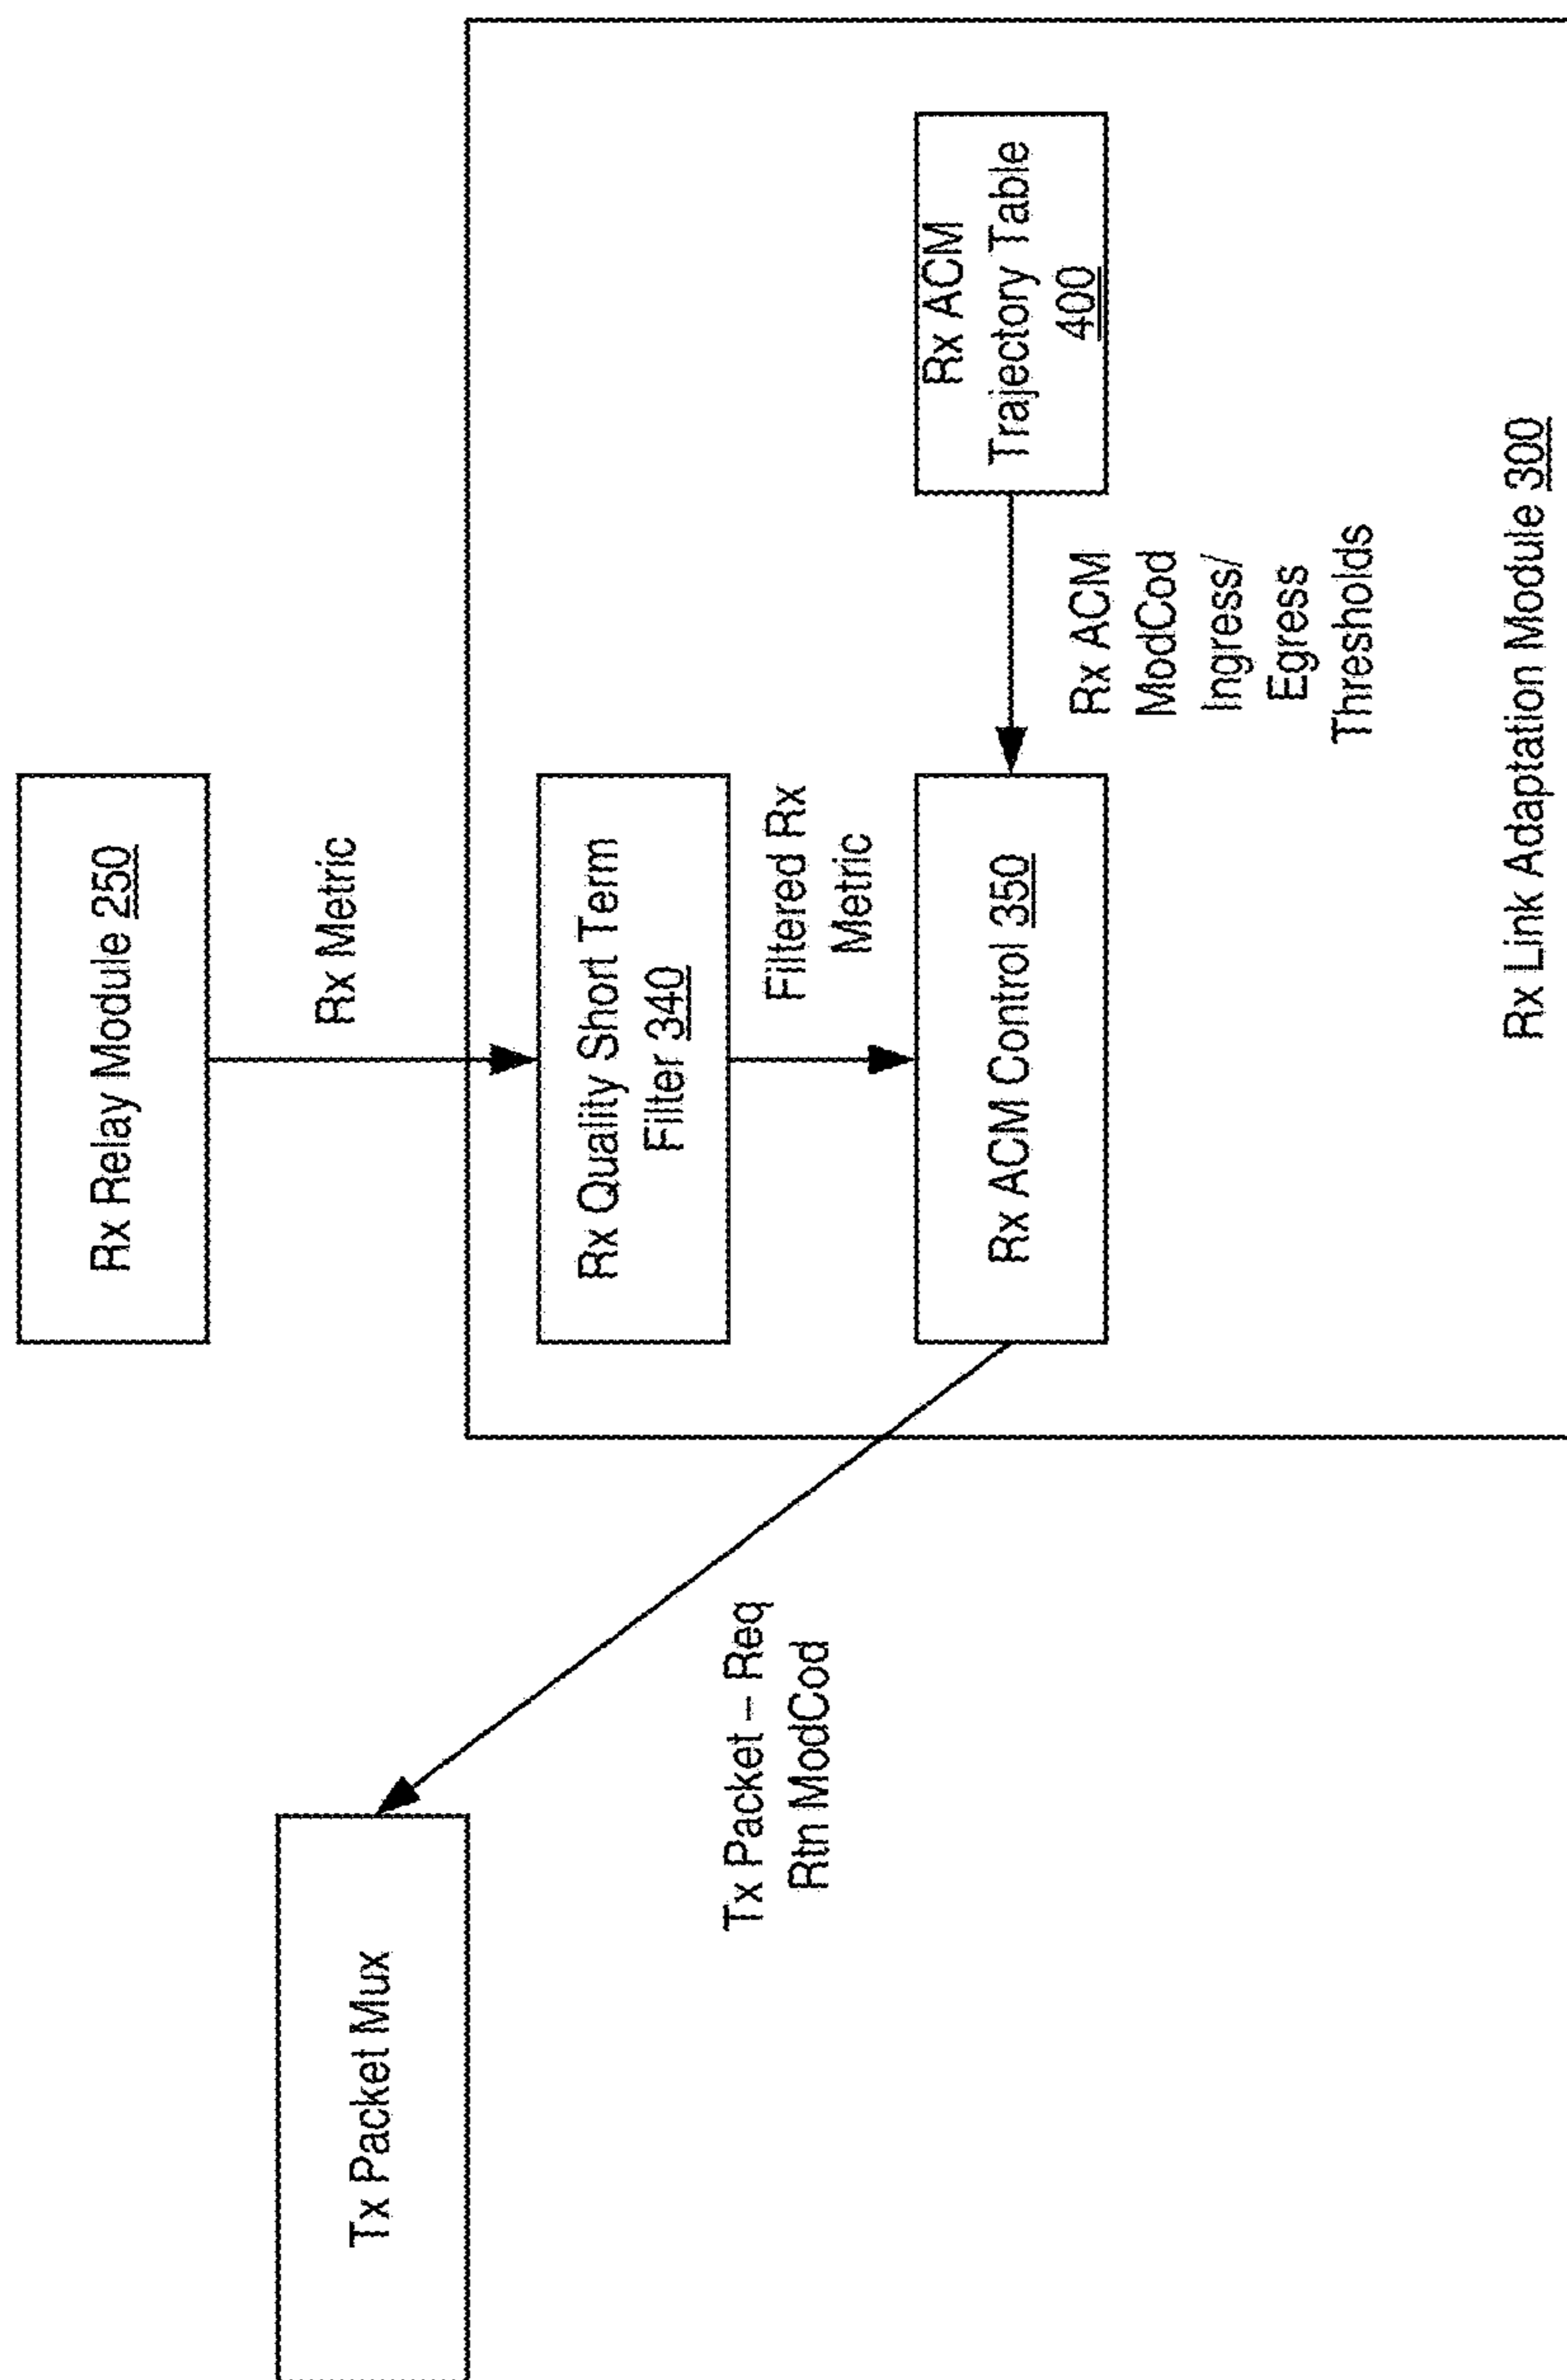 Rx Relay Module 250
Rx Metric
Rx Quality Short Term
Filter 340
Filtered Rx
Metric
Rx ACM Control 350
Rx ACM
Trajectory Table
400
Rx ACM
ModCod
Ingress/
Egress
Thresholds
Rx Link Adaptation Module 300
Tx Packet – Req
Rtn ModCod
Tx Packet Mux